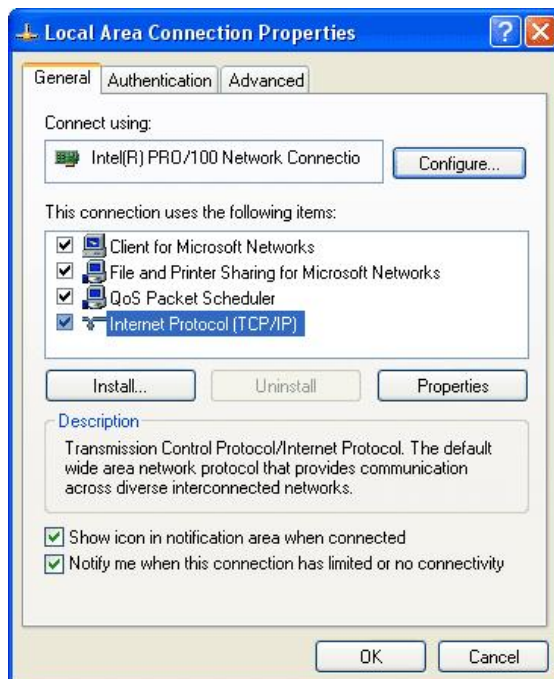 Local Area Connection Properties
General Authentication Advanced
Connect using:
Intel(R) PRO/100 Network Connectio
Configure...
This connection uses the following items:
Client for Microsoft Networks
File and Printer Sharing for Microsoft Networks
QoS Packet Scheduler
Internet Protocol (TCP/IP)
Install... Uninstall Properties
Description
Transmission Control Protocol/Internet Protocol. The default
wide area network protocol that provides communication
across diverse interconnected networks.
Show icon in notification area when connected
Notify me when this connection has limited or no connectivity
OK Cancel